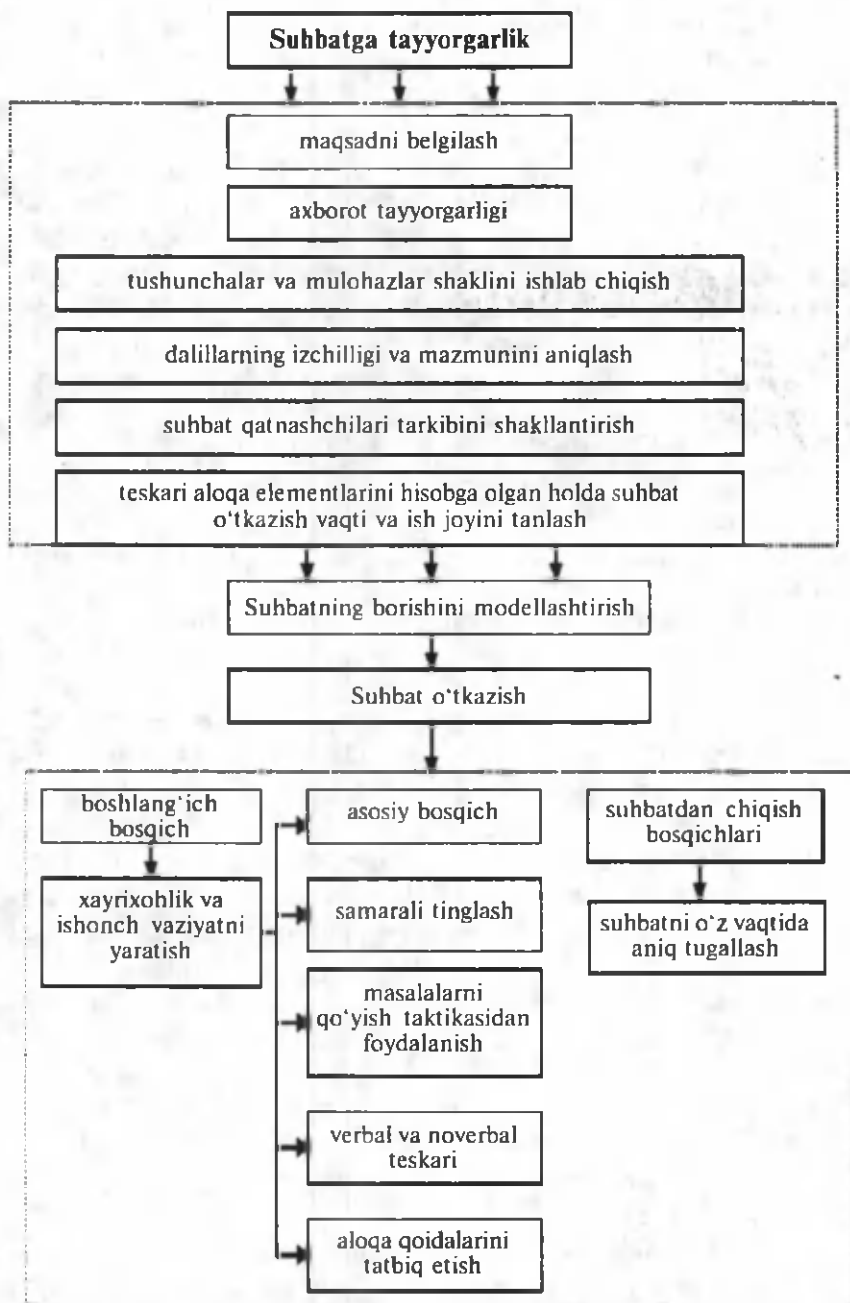 Suhbatga tayyorgarlik
maqsadni belgilash
axborot tayyorgarligi
tushunchalar va mulohazlar shaklini ishlab chiqish
dalillarning izchilligi va mazmunini aniqlash
suhbat qatnashchilari tarkibini shakllantirish
teskari aloqa elementlarini hisobga olgan holda suhbat
o‘tkazish vaqti va ish joyini tanlash
Suhbatning borishini modellashtirish
Suhbat o‘tkazish
boshlang‘ich
bosqich
xayrixohlik va
ishonch vaziyatni
yaratish
asosiy bosqich
samarali tinglash
masalalarni
qo‘yish taktikasidan
foydalanish
verbal va noverbal
teskari
aloqa qoidalarini
tatbiq etish
suhbatdan chiqish
bosqichlari
suhbatni o‘z vaqtida
aniq tugallash